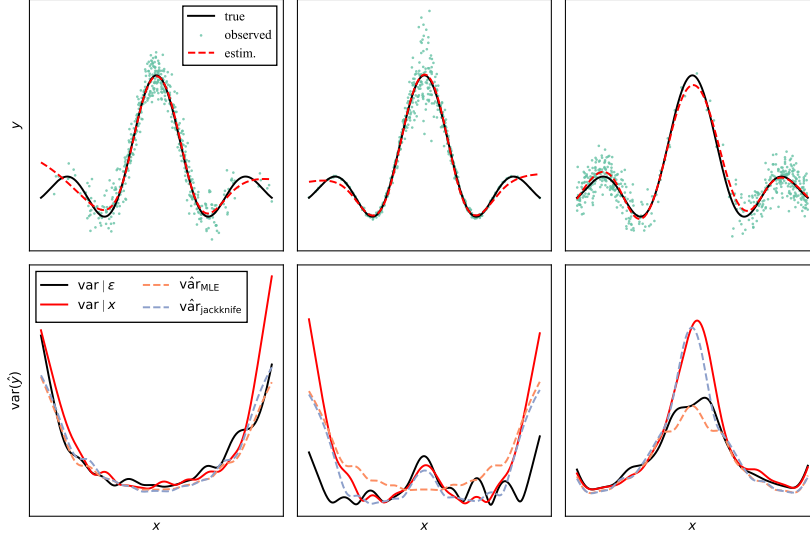 true
observed
estim.
y
var | ε
var | x
vâr_MLE
vâr_jackknife
var(ŷ)
x
x
x